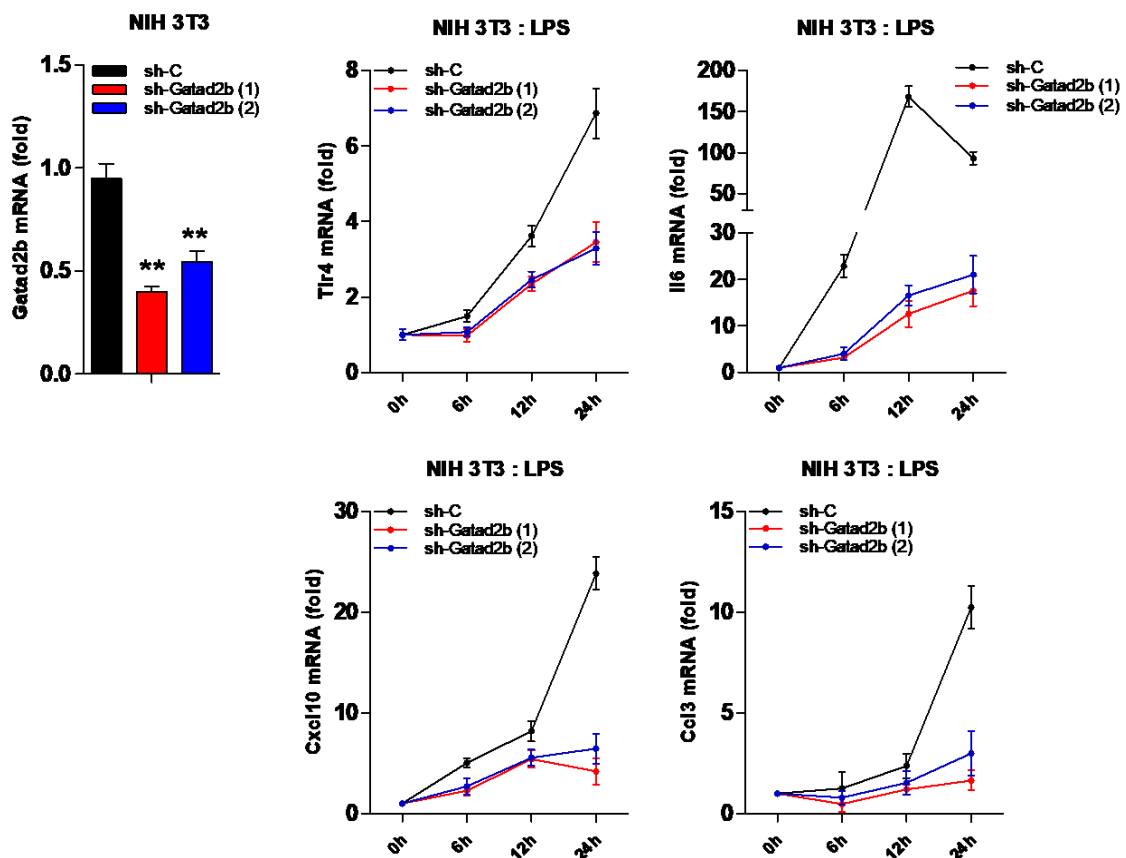 NIH 3T3
Gatad2b mRNA (fold)
1.5
1.0
0.5
0.0
sh-C
sh-Gatad2b (1)
sh-Gatad2b (2)
**
**
NIH 3T3 : LPS
Tlr4 mRNA (fold)
8
6
4
2
0
sh-C
sh-Gatad2b (1)
sh-Gatad2b (2)
0h
6h
12h
24h
NIH 3T3 : LPS
Il6 mRNA (fold)
200
150
100
50
30
20
10
0
sh-C
sh-Gatad2b (1)
sh-Gatad2b (2)
0h
6h
12h
24h
NIH 3T3 : LPS
Cxcl10 mRNA (fold)
30
20
10
0
sh-C
sh-Gatad2b (1)
sh-Gatad2b (2)
0h
6h
12h
24h
NIH 3T3 : LPS
Ccl3 mRNA (fold)
15
10
5
0
sh-C
sh-Gatad2b (1)
sh-Gatad2b (2)
0h
6h
12h
24h